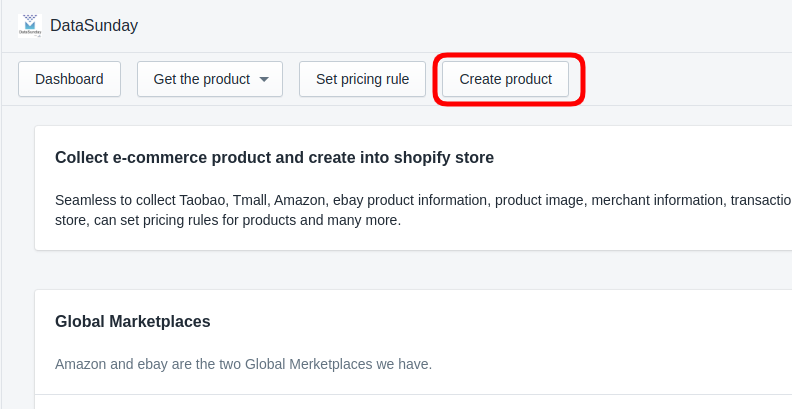 DataSunday
DataSunday
Dashboard
Get the product
Set pricing rule
Create product
Collect e-commerce product and create into shopify store
Seamless to collect Taobao, Tmall, Amazon, ebay product information, product image, merchant information, transactio
store, can set pricing rules for products and many more.
Global Marketplaces
Amazon and ebay are the two Global Merketplaces we have.